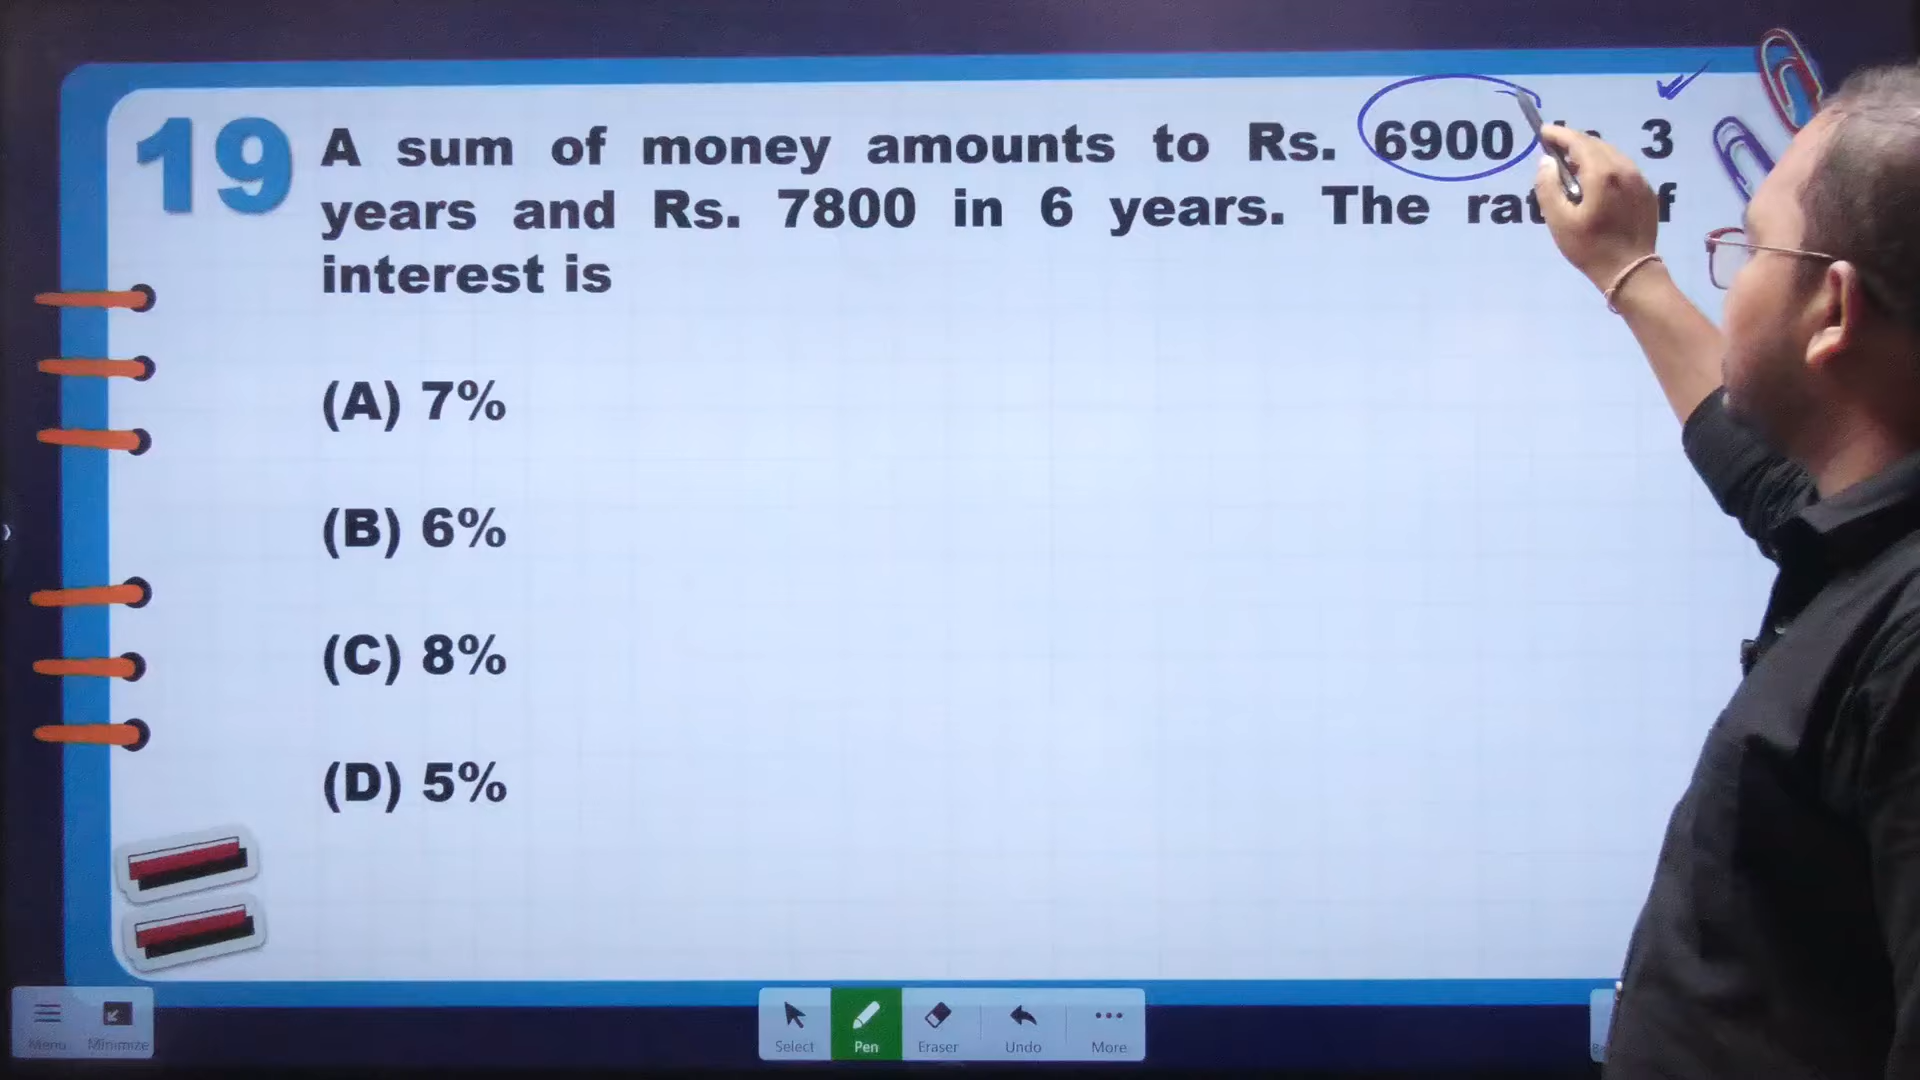 19 A sum of money amounts to Rs. 6900 3
years and Rs. 7800 in 6 years. The
interest is
(A) 7%
(B) 6%
(C) 8%
(D) 5%
Menu Minimize Select Pen Eraser Undo More